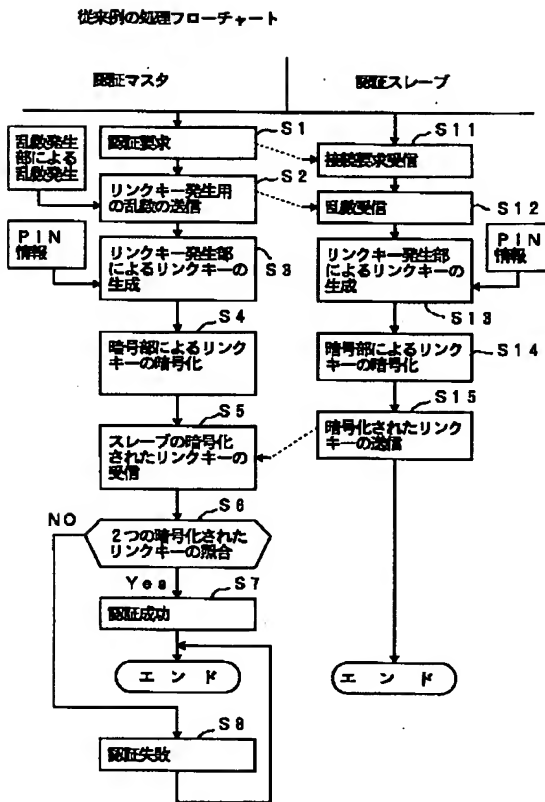 従来例の処理フローチャート
認証マスタ
認証スレーブ
S1
認証要求
乱数発生
部による
乱数発生
S2
リンクキー発生用
の乱数の送信
PIN
情報
リンクキー発生部
によるリンクキーの
生成
S3
S4
暗号部によるリンク
キーの暗号化
S5
スレーブの暗号化
されたリンクキーの
受信
S6
NO
2つの暗号化された
リンクキーの照合
Yes
S7
認証成功
エンド
S8
認証失敗
S11
接続要求受信
乱数受信
S12
PIN
情報
リンクキー発生部
によるリンクキーの
生成
S13
暗号部によるリンク
キーの暗号化
S14
S15
暗号化されたリンク
キーの送信
エンド